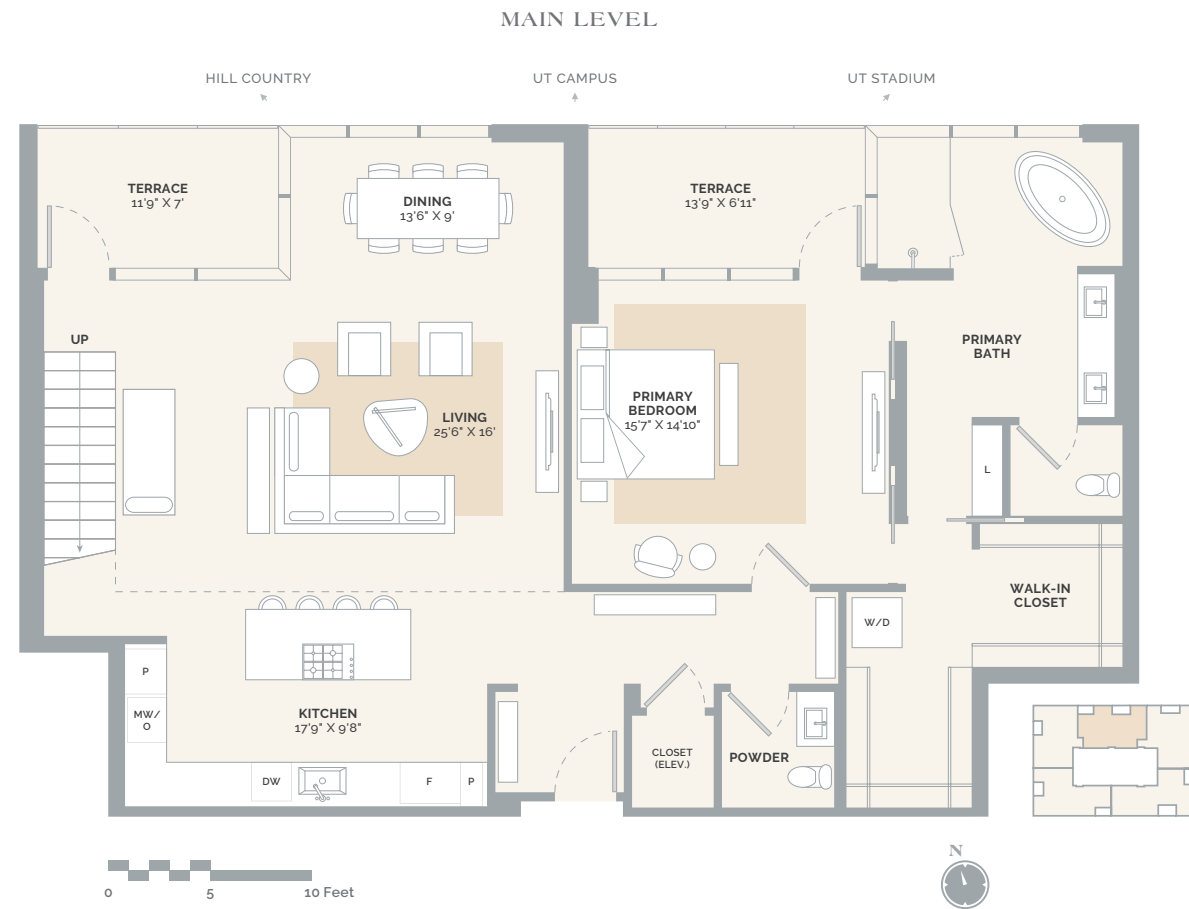 MAIN LEVEL
HILL COUNTRY
UT CAMPUS
UT STADIUM
TERRACE
11'9" X 7'
DINING
13'6" X 9'
TERRACE
13'9" X 6'11"
UP
PRIMARY
BATH
LIVING
25'6" X 16'
PRIMARY
BEDROOM
15'7" X 14'10"
L
WALK-IN
CLOSET
W/D
P
MW/
O
KITCHEN
17'9" X 9'8"
CLOSET
(ELEV.)
POWDER
DW
F
P
0 5 10 Feet
N